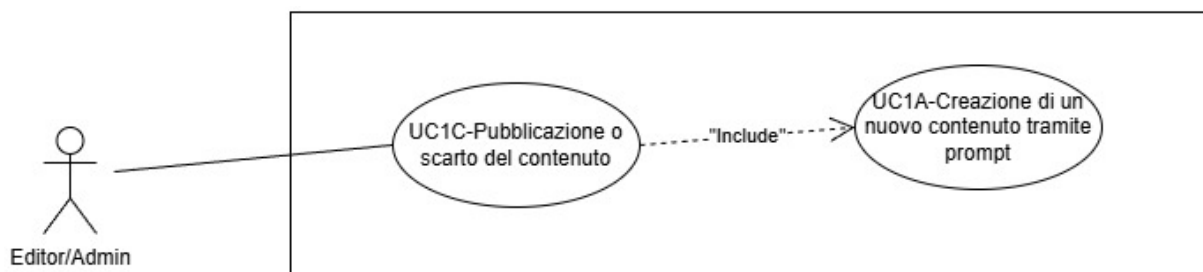 UC1C-Pubblicazione o
scarto del contenuto
"Include"
UC1A-Creazione di un
nuovo contenuto tramite
prompt
Editor/Admin